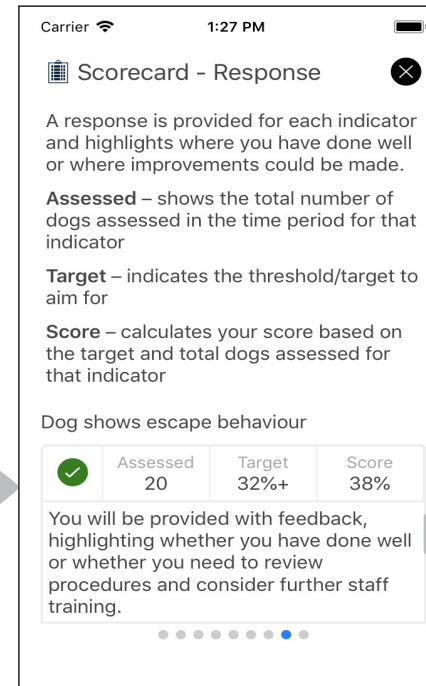 Carrier
1:27 PM
Scorecard - Response
A response is provided for each indicator
and highlights where you have done well
or where improvements could be made.
Assessed – shows the total number of
dogs assessed in the time period for that
indicator
Target – indicates the threshold/target to
aim for
Score – calculates your score based on
the target and total dogs assessed for
that indicator
Dog shows escape behaviour
Assessed Target Score
20 32%+ 38%
You will be provided with feedback,
highlighting whether you have done well
or whether you need to review
procedures and consider further staff
training.